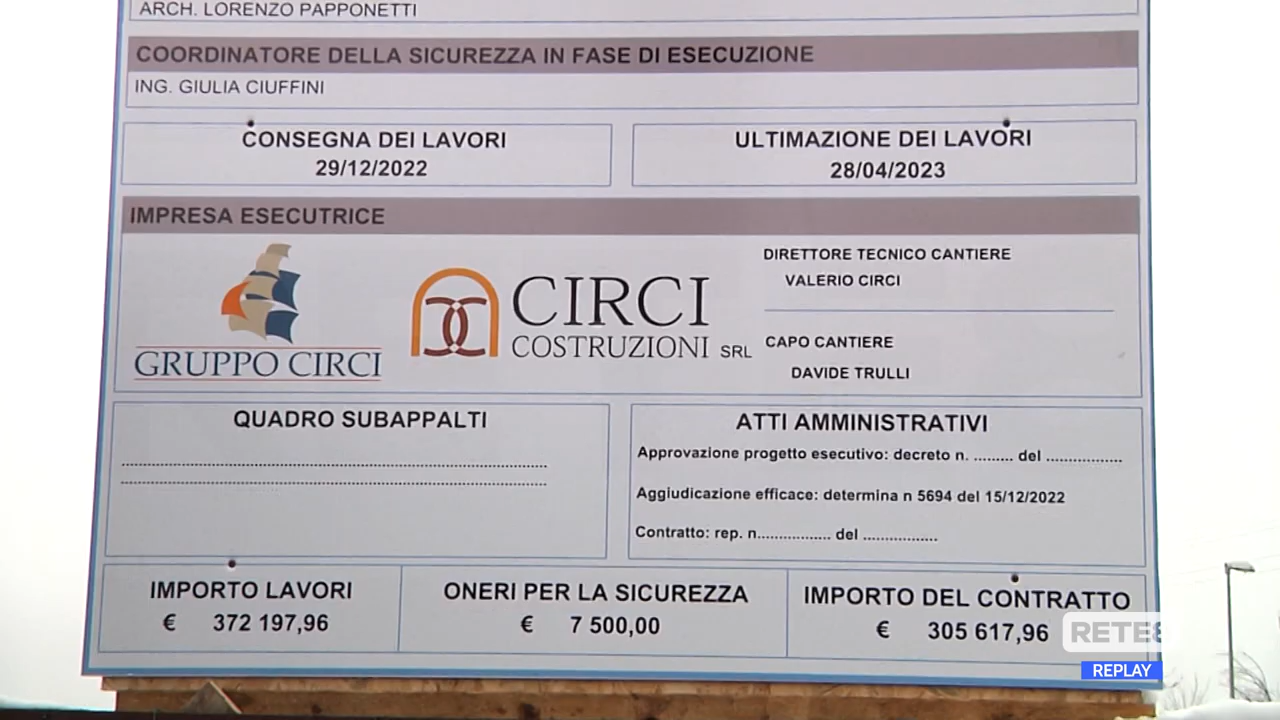 ARCH. LORENZO PAPPONETTI
COORDINATORE DELLA SICUREZZA IN FASE DI ESECUZIONE
ING. GIULIA CIUFFINI
CONSEGNA DEI LAVORI
29/12/2022
ULTIMAZIONE DEI LAVORI
28/04/2023
IMPRESA ESECUTRICE
GRUPPO CIRCI
CIRCI
COSTRUZIONI SRL
DIRETTORE TECNICO CANTIERE
VALERIO CIRCI
CAPO CANTIERE
DAVIDE TRULLI
QUADRO SUBAPPALTI
ATTI AMMINISTRATIVI
Approvazione progetto esecutivo: decreto n. ......... del .................
Aggiudicazione efficace: determina n 5694 del 15/12/2022
Contratto: rep. n................. del .................
IMPORTO LAVORI
€ 372 197,96
ONERI PER LA SICUREZZA
€ 7 500,00
IMPORTO DEL CONTRATTO
€ 305 617,96
RETE8
REPLAY